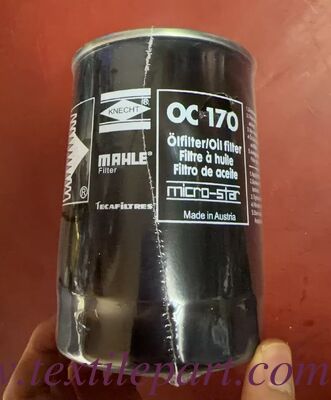 KNECHT
®
MAHLE®
Filter
TECAFILTRES
®
OC 170
Ölfilter/Oil filter
Filtre à huile
Filtro de aceite
micro-star
Made in Austria
www.textilepart.com